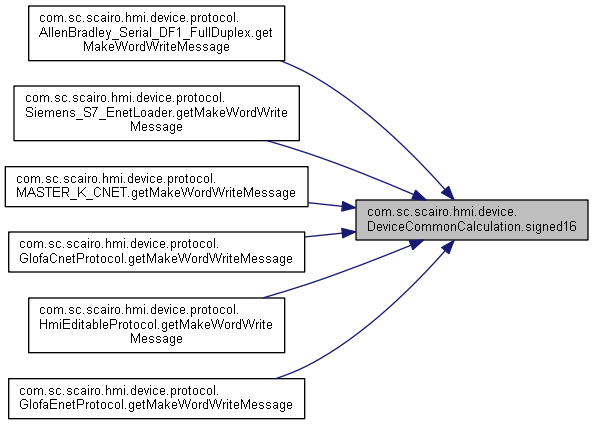 com.sc.scairo.hmi.device.protocol.
AllenBradley_Serial_DF1_FullDuplex.get
MakeWordWriteMessage
com.sc.scairo.hmi.device.protocol.
Siemens_S7_EnetLoader.getMakeWordWrite
Message
com.sc.scairo.hmi.device.protocol.
MASTER_K_CNET.getMakeWordWriteMessage
com.sc.scairo.hmi.device.
DeviceCommonCalculation.signed16
com.sc.scairo.hmi.device.protocol.
GlofaCnetProtocol.getMakeWordWriteMessage
com.sc.scairo.hmi.device.protocol.
HmiEditableProtocol.getMakeWordWrite
Message
com.sc.scairo.hmi.device.protocol.
GlofaEnetProtocol.getMakeWordWriteMessage